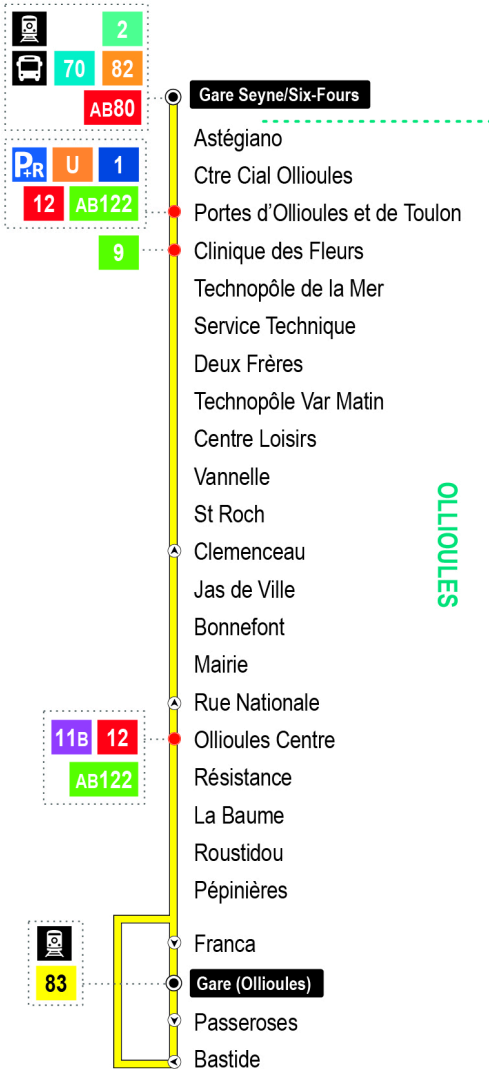 2
70 82
AB80
Gare Seyne/Six-Fours
Astégiano
Ctre Cial Ollioules
P+R U 1
12 AB122
Portes d'Ollioules et de Toulon
9
Clinique des Fleurs
Technopôle de la Mer
Service Technique
Deux Frères
Technopôle Var Matin
Centre Loisirs
Vannelle
St Roch
OLLIOULES
Clemenceau
Jas de Ville
Bonnefont
Mairie
Rue Nationale
11B 12
AB122
Ollioules Centre
Résistance
La Baume
Roustidou
Pépinières
Franca
83
Gare (Ollioules)
Passeroses
Bastide